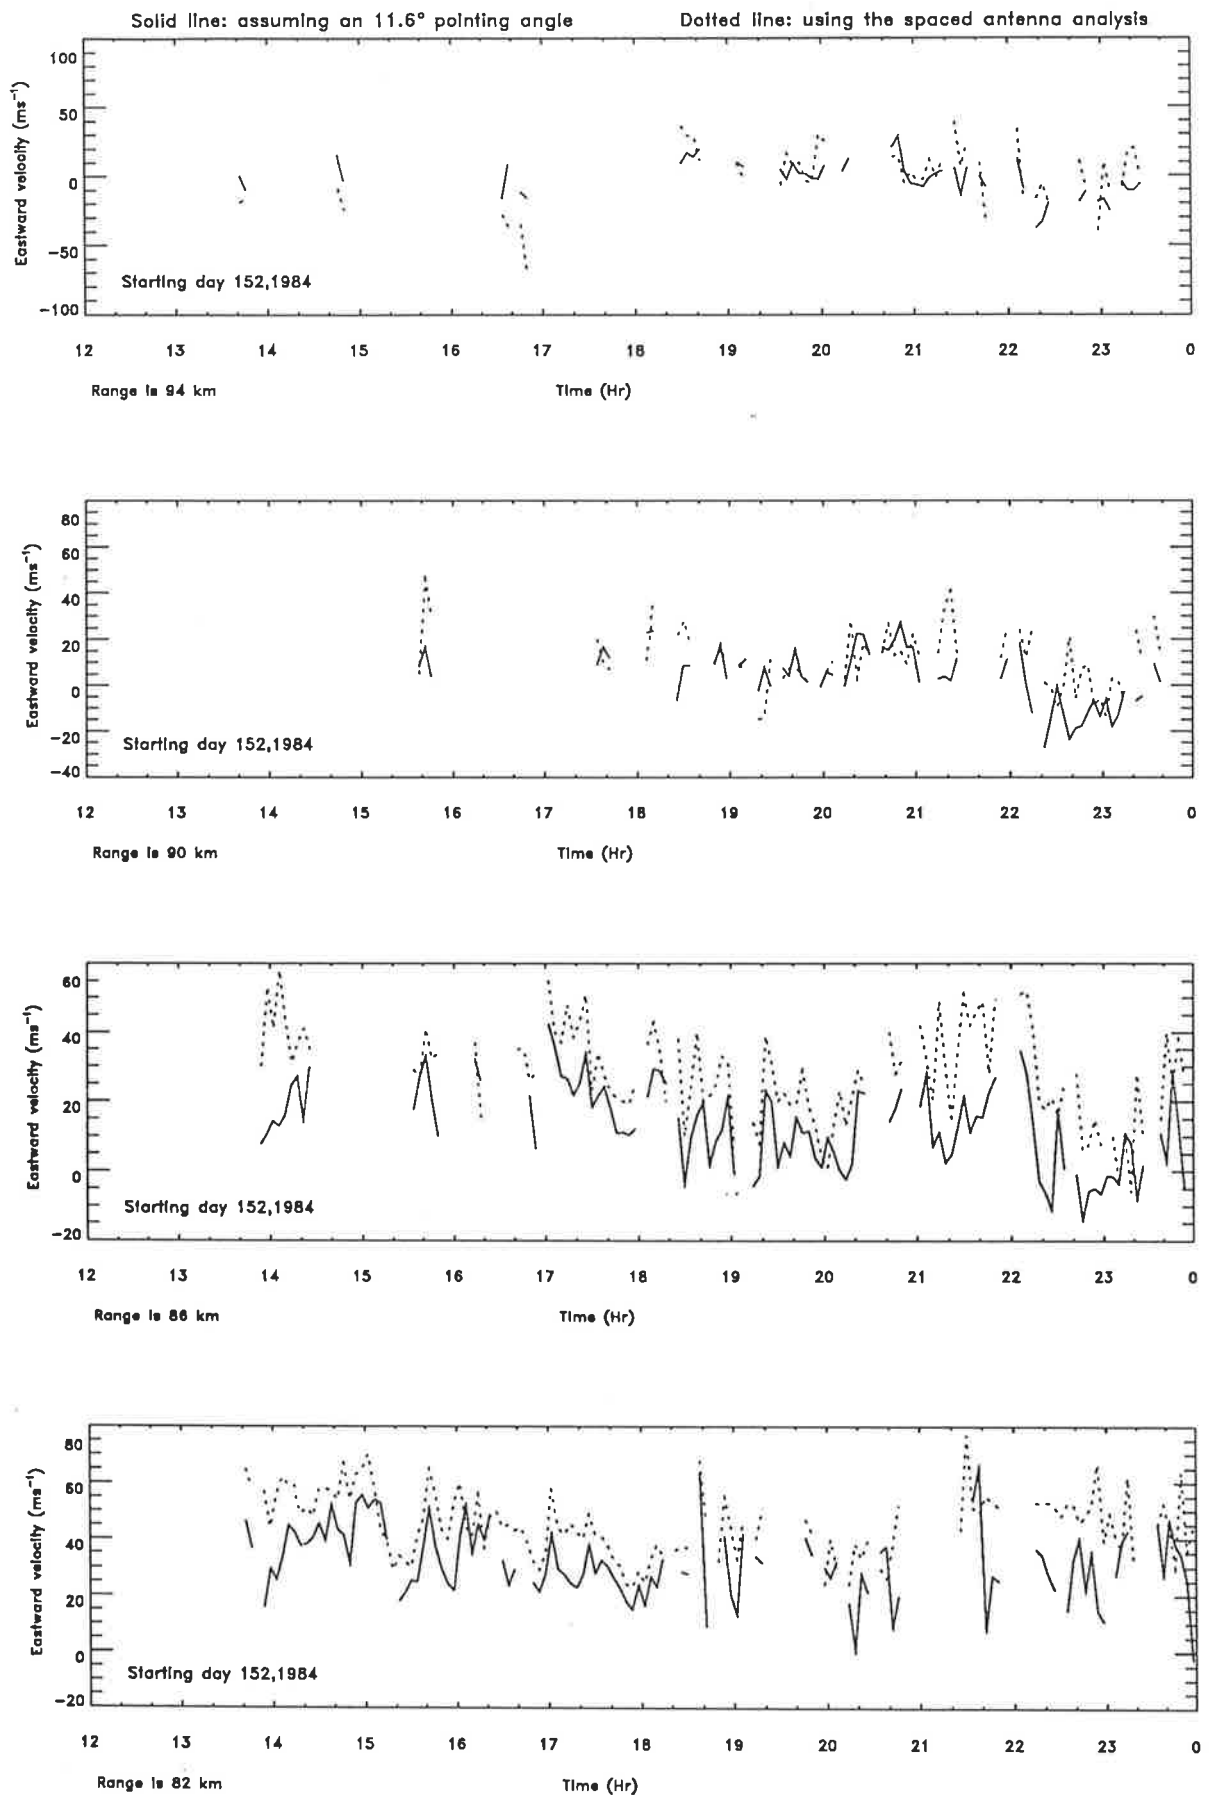 Solid line: assuming an 11.6° pointing angle Dotted line: using the spaced antenna analysis
100
50
0
−50
−100
Eastward velocity (ms⁻¹)
Starting day 152,1984
12 13 14 15 16 17 18 19 20 21 22 23 0
Range is 94 km Time (Hr)
80
60
40
20
0
−20
−40
Eastward velocity (ms⁻¹)
Starting day 152,1984
12 13 14 15 16 17 18 19 20 21 22 23 0
Range is 90 km Time (Hr)
60
40
20
0
−20
Eastward velocity (ms⁻¹)
Starting day 152,1984
12 13 14 15 16 17 18 19 20 21 22 23 0
Range is 86 km Time (Hr)
80
60
40
20
0
−20
Eastward velocity (ms⁻¹)
Starting day 152,1984
12 13 14 15 16 17 18 19 20 21 22 23 0
Range is 82 km Time (Hr)